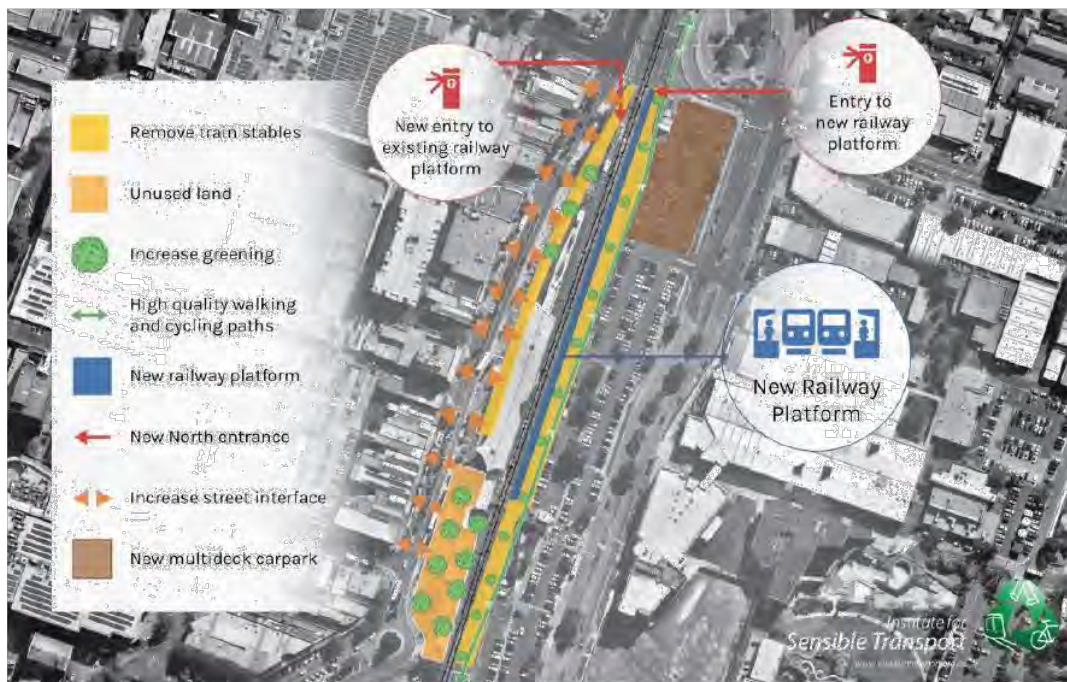 Remove train stables
Unused land
Increase greening
High quality walking
and cycling paths
New railway platform
New North entrance
Increase street interface
New multideck carpark
New entry to
existing railway
platform
Entry to
new railway
platform
New Railway
Platform
Institute for
Sensible Transport